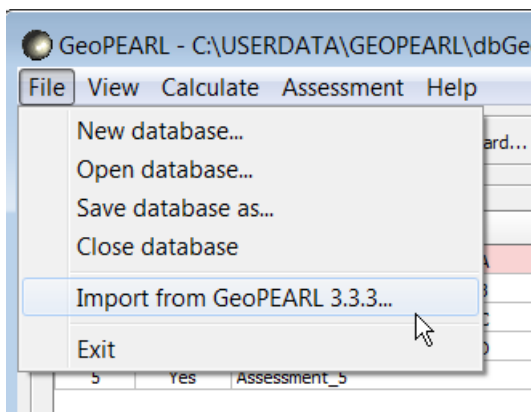 GeoPEARL - C:\USERDATA\GEOPEARL\dbGe
File View Calculate Assessment Help
New database...
ard...
Open database...
Save database as...
Close database
A
Import from GeoPEARL 3.3.3...
Exit
5 Yes Assessment_5